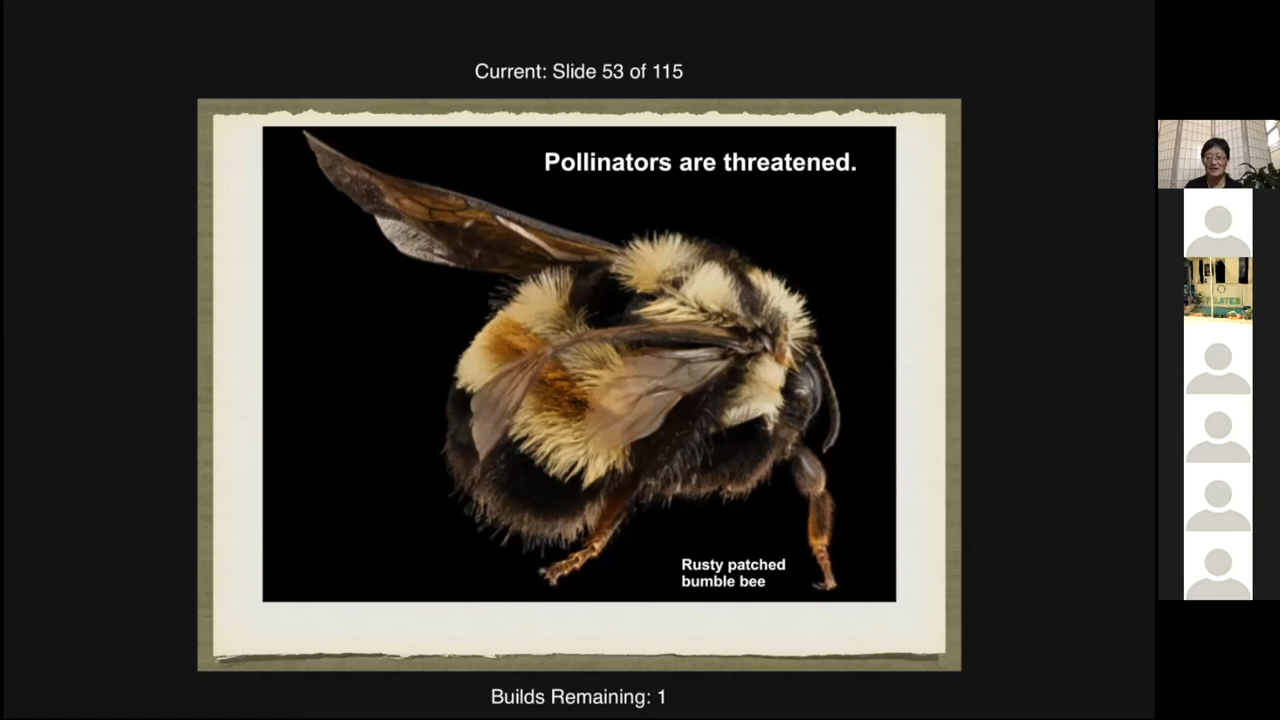 Current: Slide 53 of 115
Pollinators are threatened.
Rusty patched
bumble bee
Builds Remaining: 1